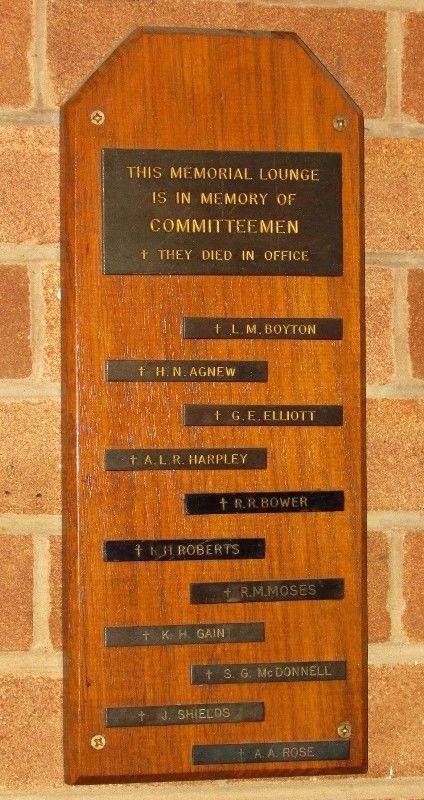 THIS MEMORIAL LOUNGE
IS IN MEMORY OF
COMMITTEEMEN
† THEY DIED IN OFFICE
† L.M. BOYTON
† H.N. AGNEW
† G.E. ELLIOTT
† A.L.R. HARPLEY
† R.R. BOWER
† N.H. ROBERTS
† R.M. MOSES
† K. H. GAIN
† S. G. McDONNELL
† J. SHIELDS
† A.A. ROSE